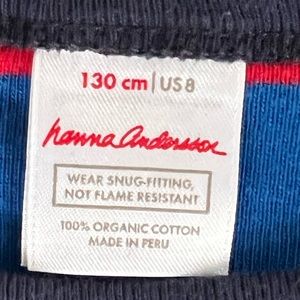 130 cm | US 8
hanna andersson
WEAR SNUG-FITTING,
NOT FLAME RESISTANT
100% ORGANIC COTTON
MADE IN PERU